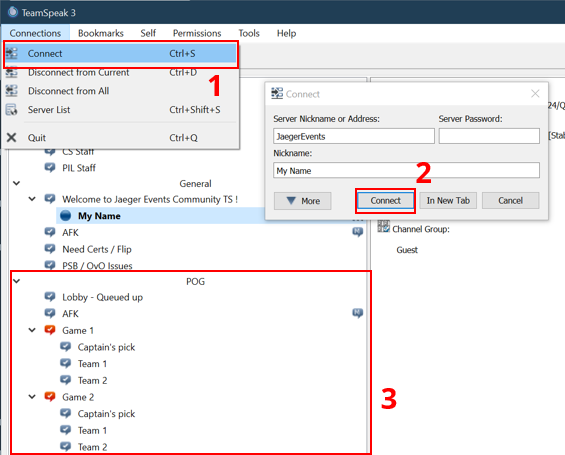 TeamSpeak 3
Connections Bookmarks Self Permissions Tools Help
Connect Ctrl+S
Disconnect from Current Ctrl+D
1
Disconnect from All
Server List Ctrl+Shift+S
Quit Ctrl+Q
CS Staff
PIL Staff
General
Welcome to Jaeger Events Community TS !
My Name
AFK
Need Certs / Flip
PSB / OvO Issues
POG
Lobby - Queued up
AFK
Game 1
Captain's pick
Team 1
Team 2
Game 2
Captain's pick
Team 1
Team 2
3
Connect
Server Nickname or Address: Server Password:
JaegerEvents
Nickname:
2
My Name
More Connect In New Tab Cancel
24/
[Stab
Channel Group:
Guest